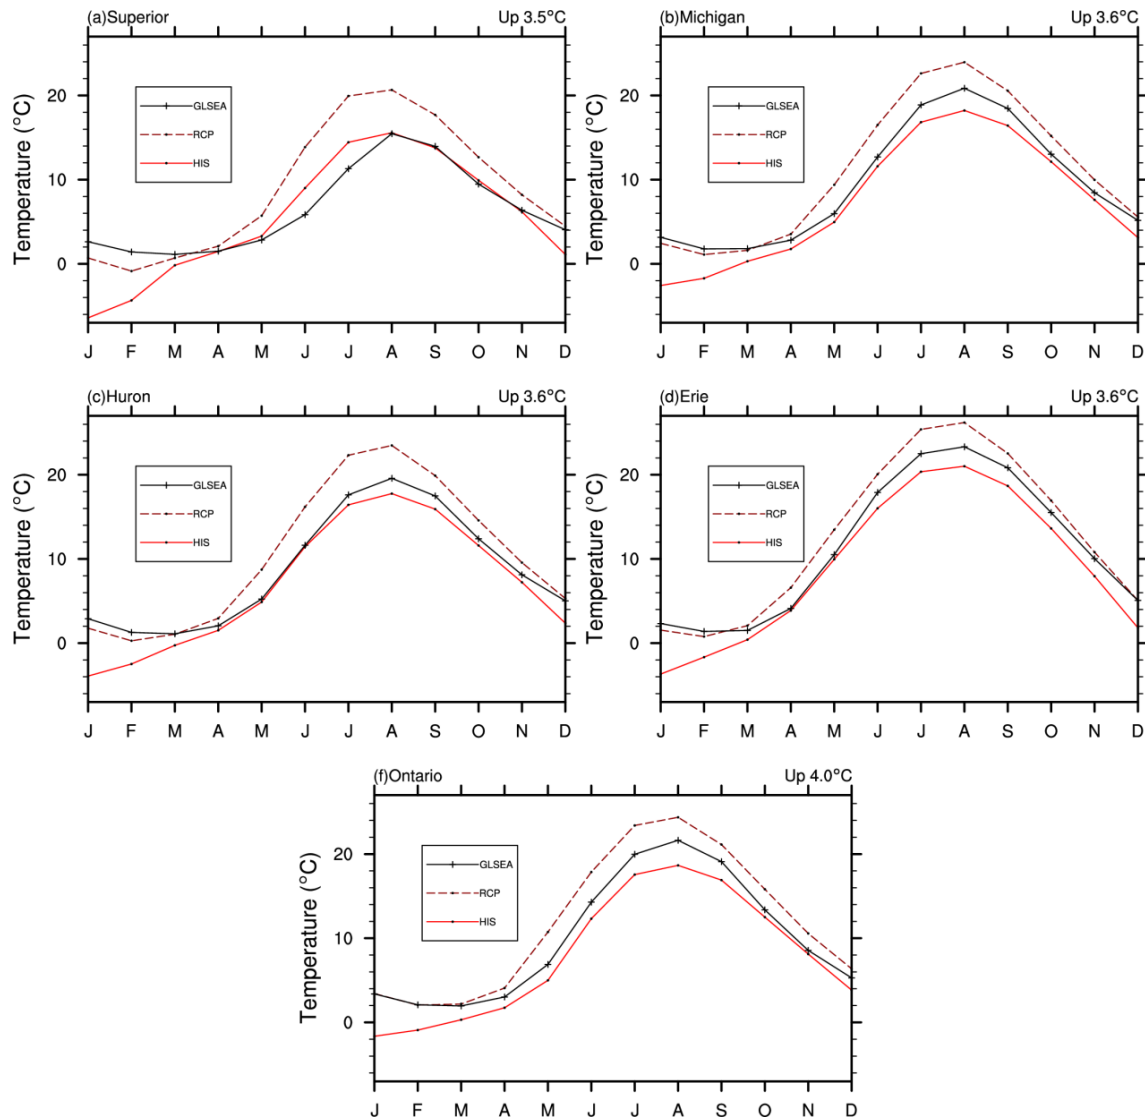 (a)Superior Up 3.5°C
Temperature (°C)
20
10
0
GLSEA
RCP
HIS
J F M A M J J A S O N D
(b)Michigan Up 3.6°C
Temperature (°C)
20
10
0
GLSEA
RCP
HIS
J F M A M J J A S O N D
(c)Huron Up 3.6°C
Temperature (°C)
20
10
0
GLSEA
RCP
HIS
J F M A M J J A S O N D
(d)Erie Up 3.6°C
Temperature (°C)
20
10
0
GLSEA
RCP
HIS
J F M A M J J A S O N D
(f)Ontario Up 4.0°C
Temperature (°C)
20
10
0
GLSEA
RCP
HIS
J F M A M J J A S O N D